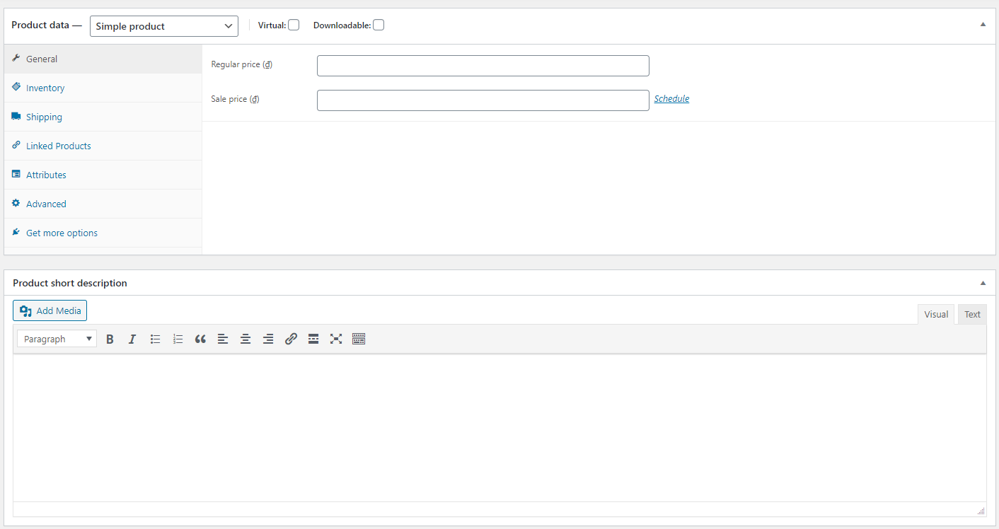 Product data — Simple product Virtual: Downloadable:
General
Inventory
Shipping
Linked Products
Attributes
Advanced
Get more options
Regular price (₫)
Sale price (₫) Schedule
Product short description
Add Media
Visual Text
Paragraph B I